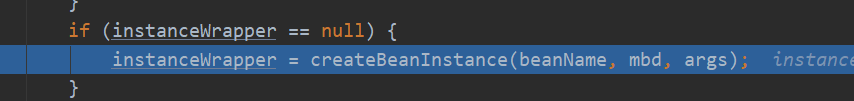 }
if (instanceWrapper == null) {
instanceWrapper = createBeanInstance(beanName, mbd, args);  instance
}